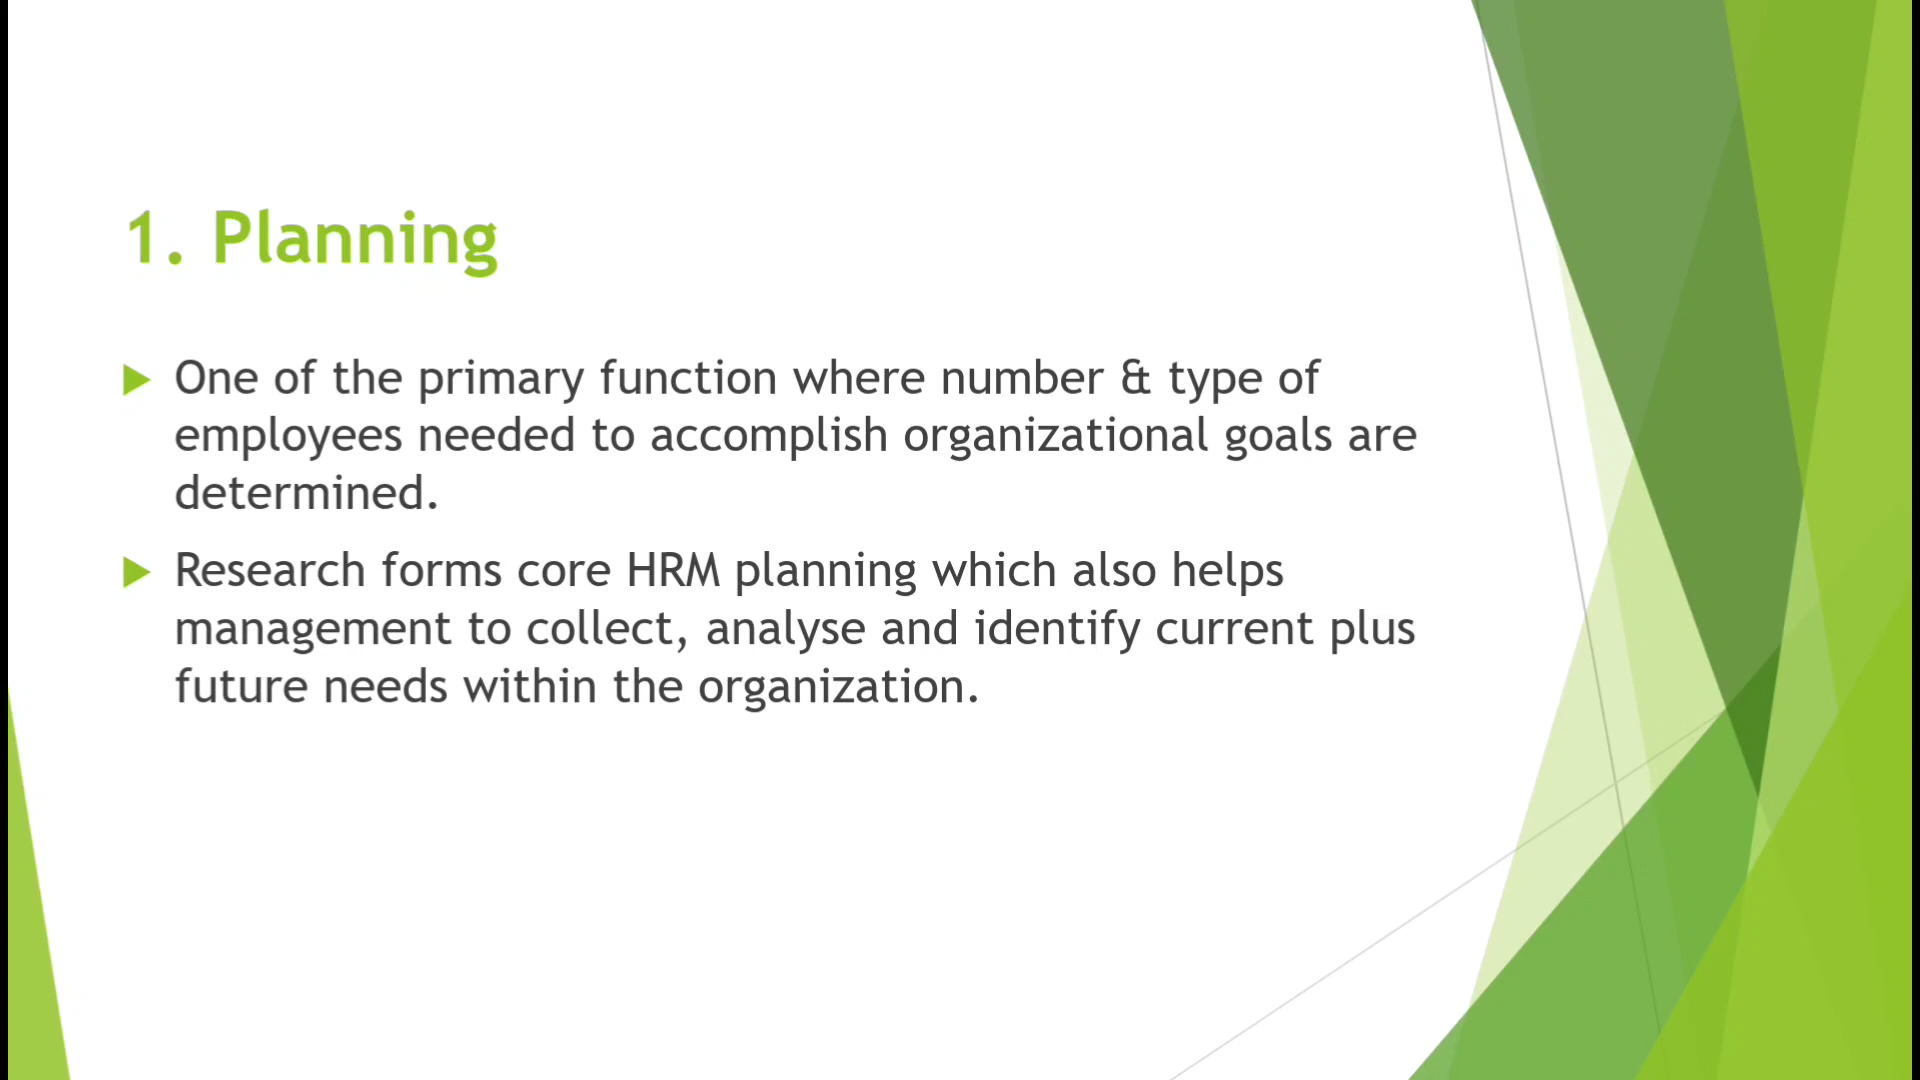 1. Planning
One of the primary function where number & type of
employees needed to accomplish organizational goals are
determined.
Research forms core HRM planning which also helps
management to collect, analyse and identify current plus
future needs within the organization.